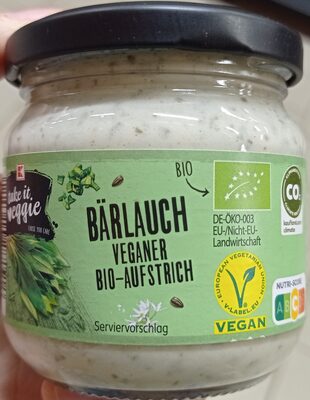 K
take it
veggie
BIO
BÄRLAUCH
VEGANER
BIO-AUFSTRICH
Serviervorschlag
DE-ÖKO-003
EU-/Nicht-EU-
Landwirtschaft
CO₂
EUROPEAN VEGETARIAN UNION
V-LABEL.EU
VEGAN
NUTRI-SCORE
A B C